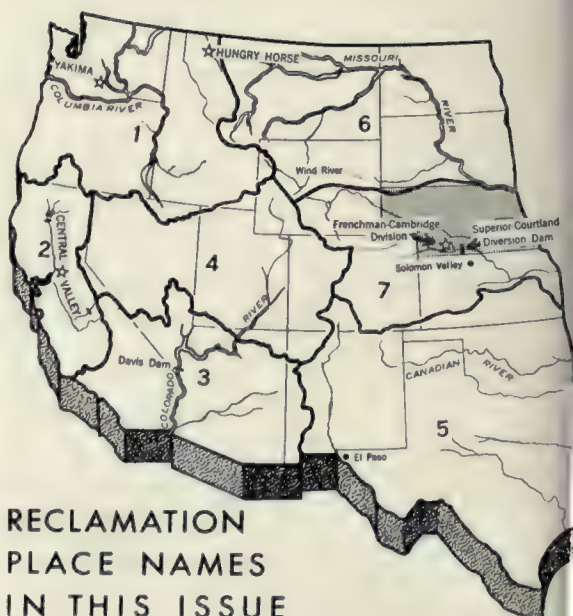 HUNGRY HORSE
MISSOURI
YAKIMA
COLUMBIA RIVER
1
6
RIVER
Wind River
Frenchman-Cambridge
Division
Superior-Courtland
Diversion Dam
Solomon Valley
2
CENTRAL
VALLEY
4
RIVER
7
Davis Dam
3
COLORADO
CANADIAN
RIVER
5
El Paso
RECLAMATION
PLACE NAMES
IN THIS ISSUE